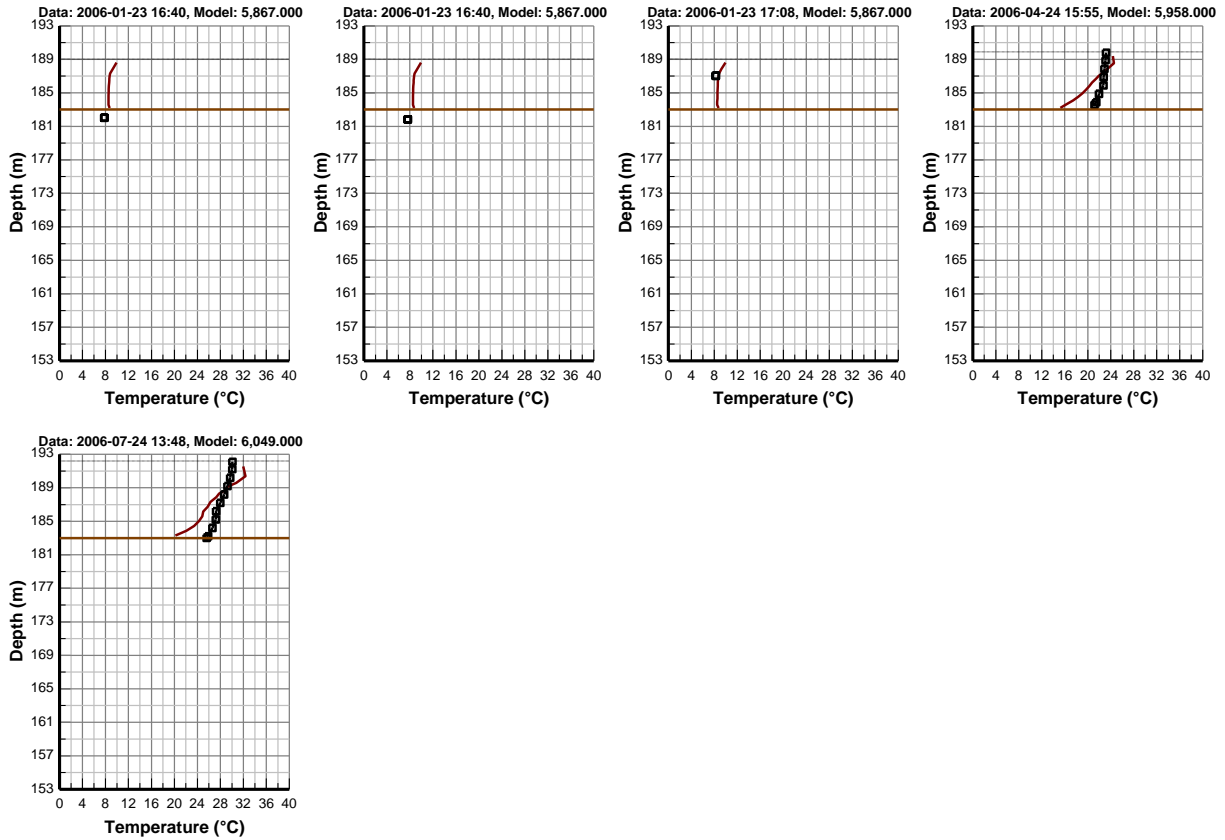 Data: 2006-01-23 16:40, Model: 5,867.000
193
189
185
181
177
173
169
165
161
157
153
Depth (m)
0 4 8 12 16 20 24 28 32 36 40
Temperature (°C)
Data: 2006-01-23 16:40, Model: 5,867.000
193
189
185
181
177
173
169
165
161
157
153
Depth (m)
0 4 8 12 16 20 24 28 32 36 40
Temperature (°C)
Data: 2006-01-23 17:08, Model: 5,867.000
193
189
185
181
177
173
169
165
161
157
153
Depth (m)
0 4 8 12 16 20 24 28 32 36 40
Temperature (°C)
Data: 2006-04-24 15:55, Model: 5,958.000
193
189
185
181
177
173
169
165
161
157
153
Depth (m)
0 4 8 12 16 20 24 28 32 36 40
Temperature (°C)
Data: 2006-07-24 13:48, Model: 6,049.000
193
189
185
181
177
173
169
165
161
157
153
Depth (m)
0 4 8 12 16 20 24 28 32 36 40
Temperature (°C)